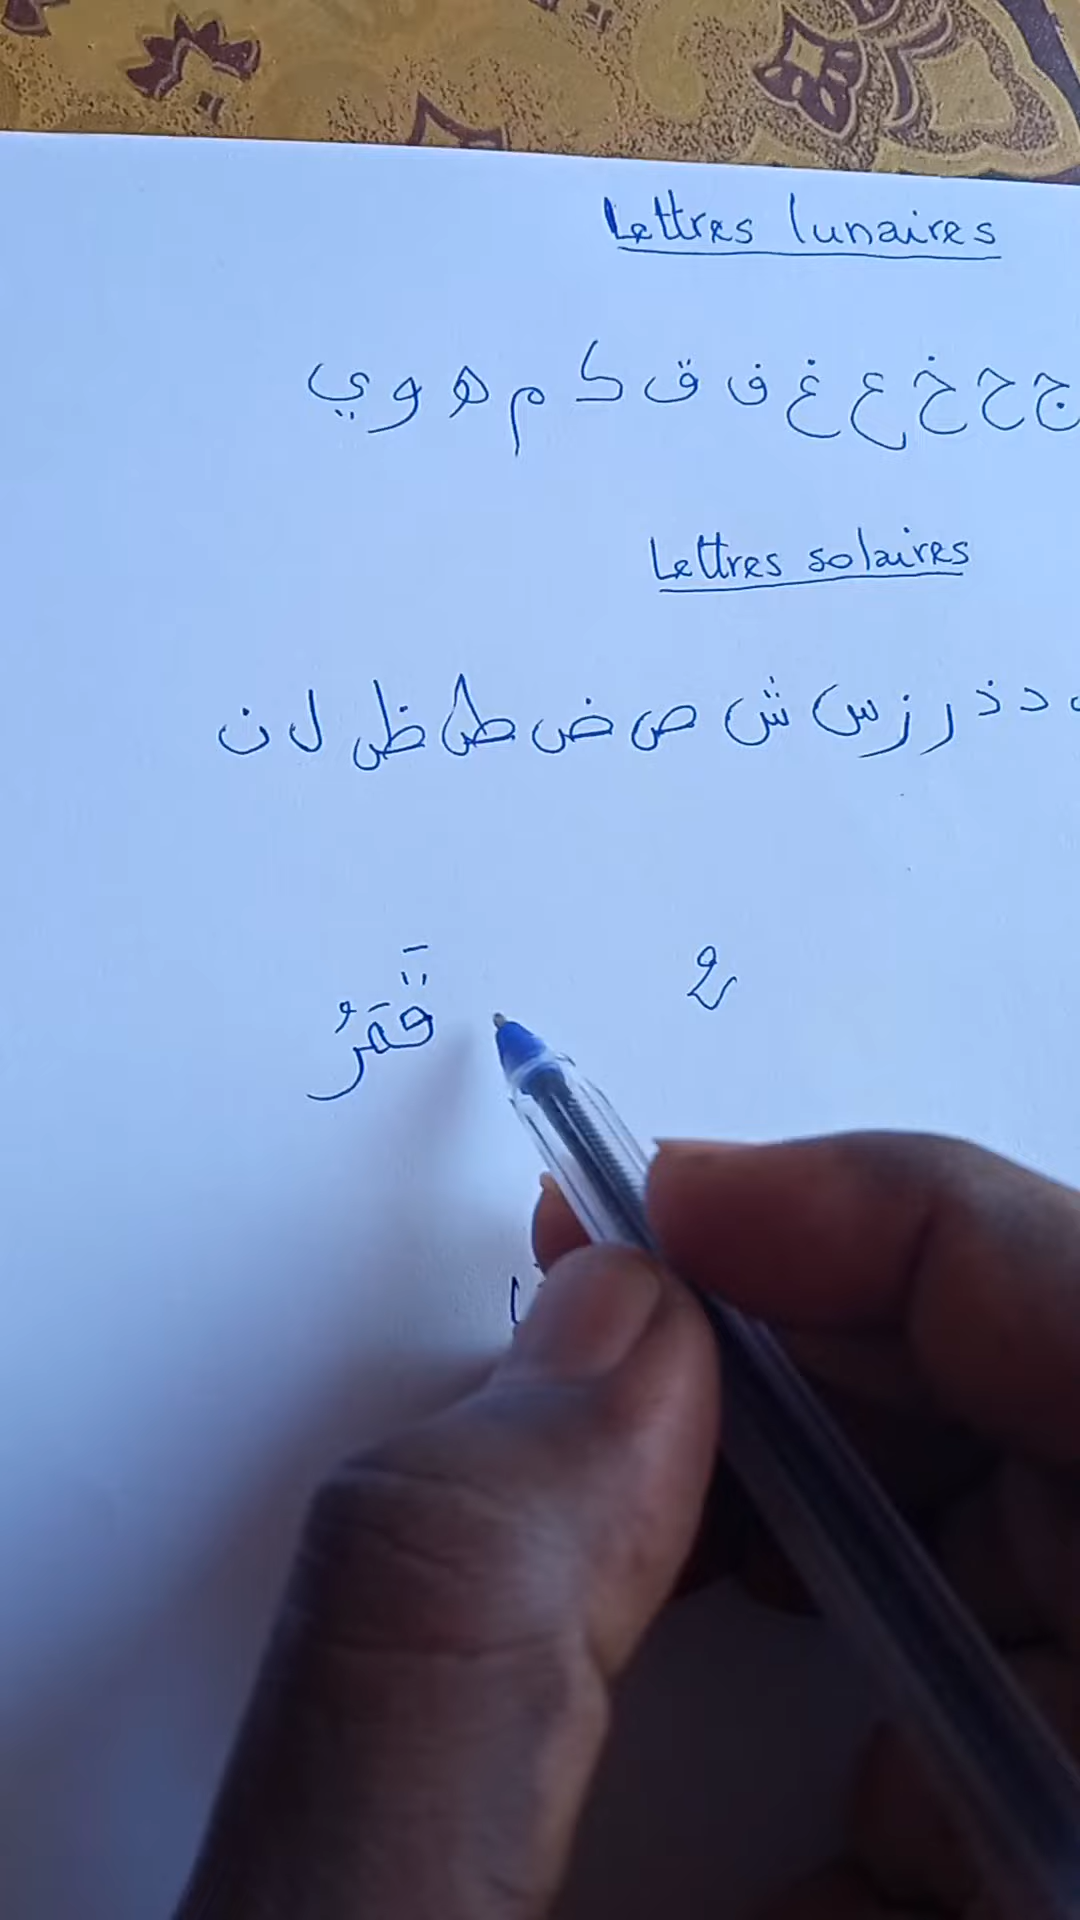 Lettres lunaires
ج ح خ ع غ ف ق ك م ه و ي
Lettres solaires
د ذ ر ز س ش ص ض ط ظ ل ن
قَمَرُ